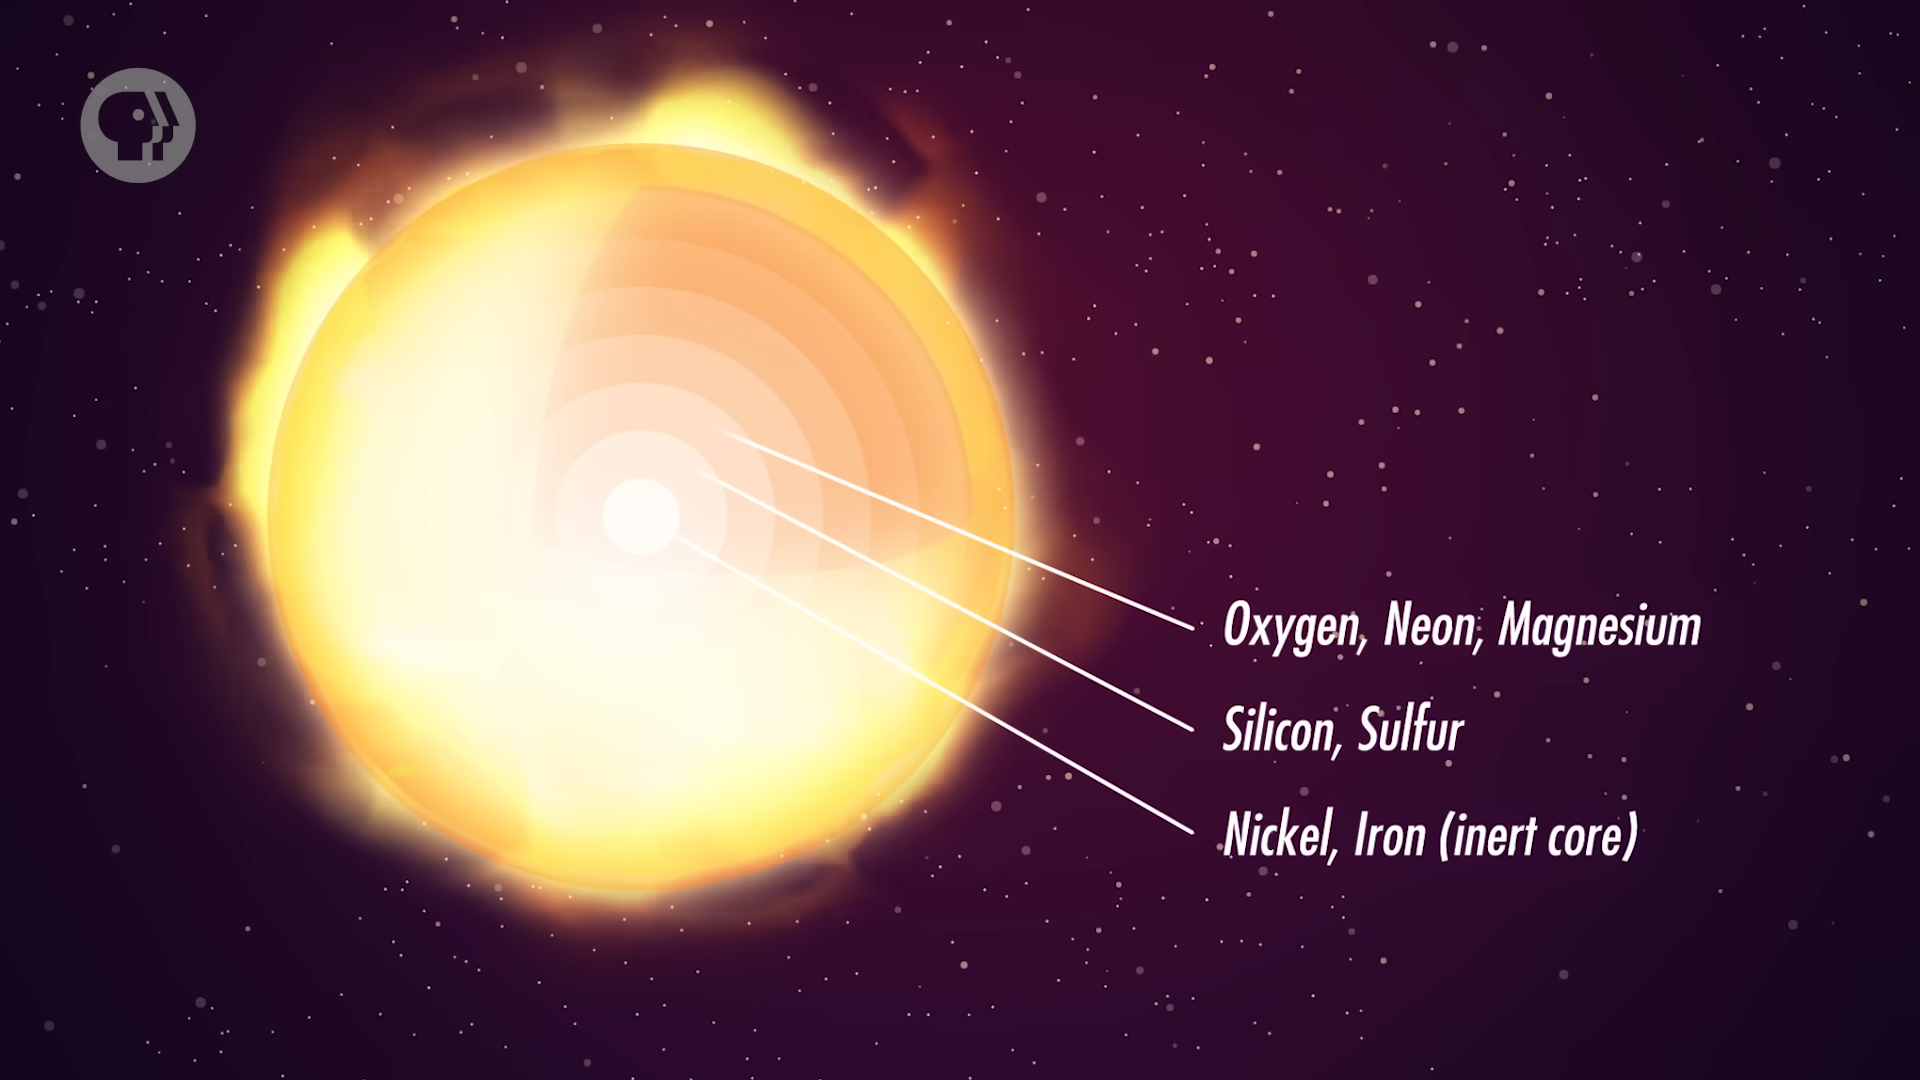 Oxygen, Neon, Magnesium
Silicon, Sulfur
Nickel, Iron (inert core)